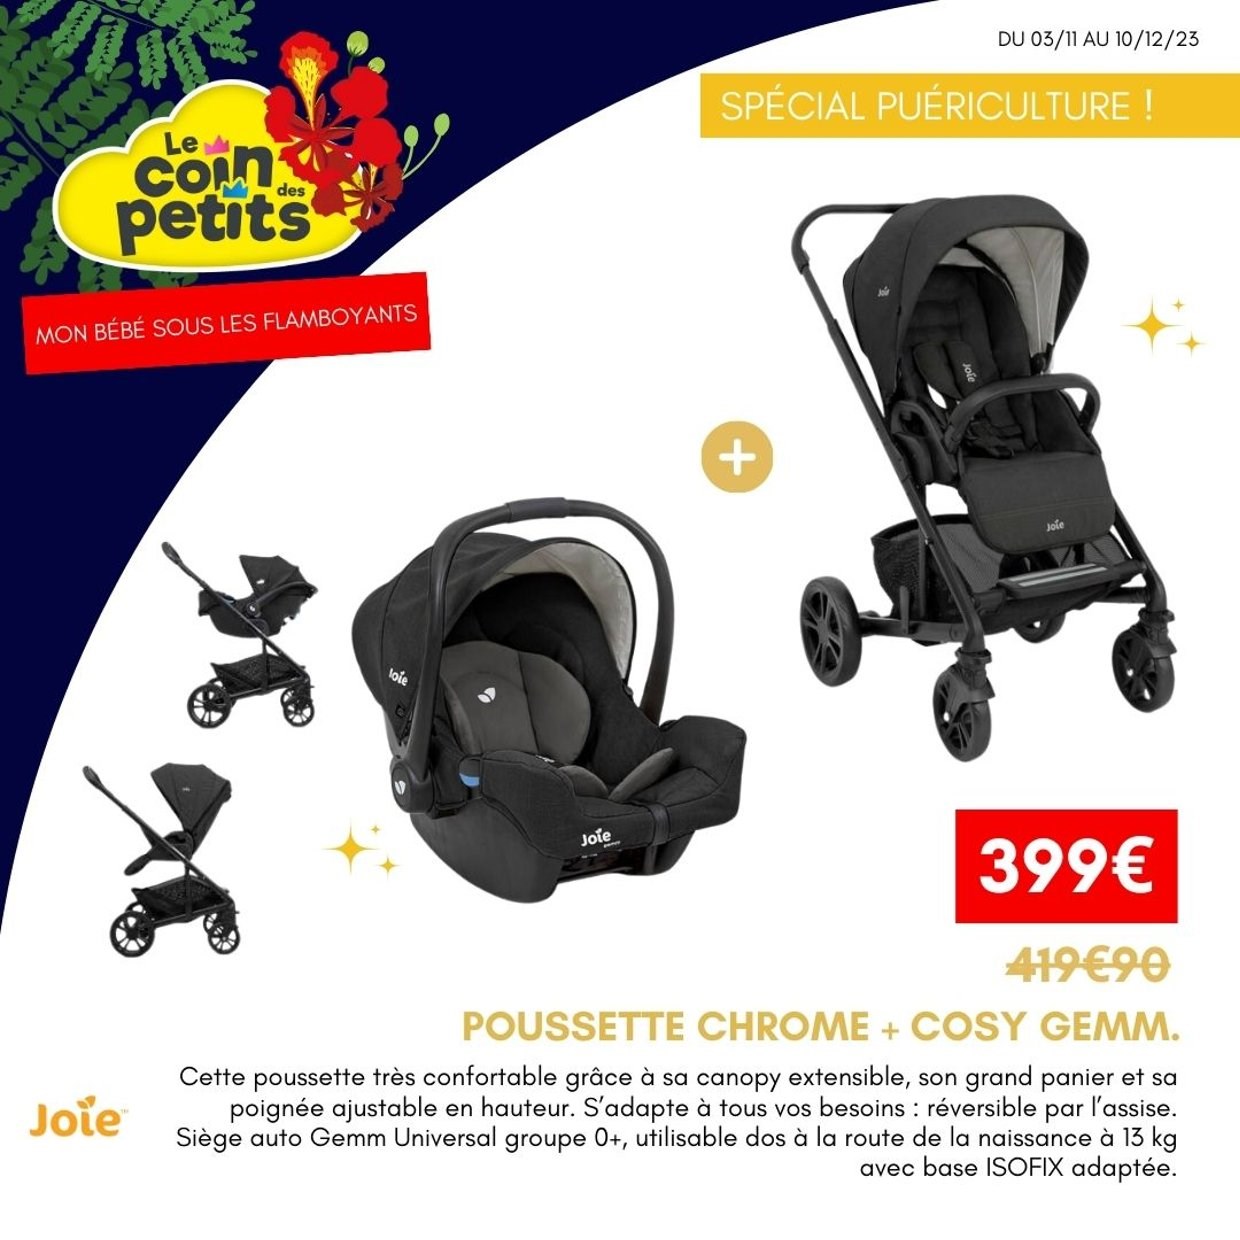 DU 03/11 AU 10/12/23
SPÉCIAL PUÉRICULTURE !
Le
coin
des
petits
MON BÉBÉ SOUS LES FLAMBOYANTS
Joie
Joie
Joie
+
Joie
Joie
399€
419€90
POUSSETTE CHROME + COSY GEMM.
Cette poussette très confortable grâce à sa canopy extensible, son grand panier et sa
poignée ajustable en hauteur. S’adapte à tous vos besoins : réversible par l’assise.
Siège auto Gemm Universal groupe 0+, utilisable dos à la route de la naissance à 13 kg
avec base ISOFIX adaptée.
Joie™